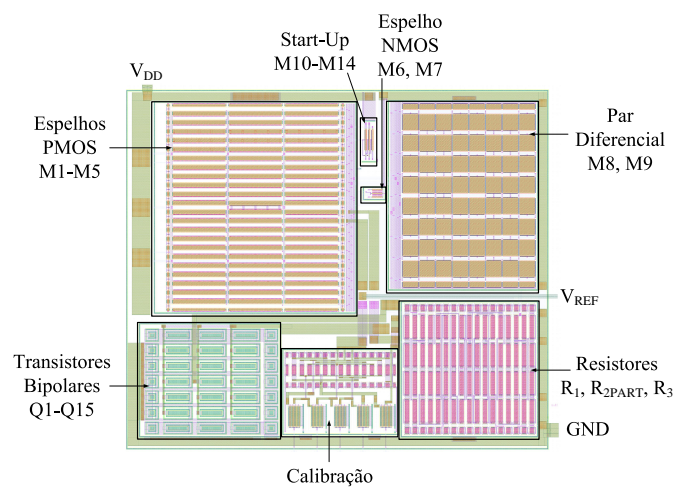 Espelho
NMOS
M6, M7
Start-Up
M10-M14
V_DD
Espelhos
PMOS
M1-M5
Par
Diferencial
M8, M9
V_REF
Transistores
Bipolares
Q1-Q15
Resistores
R_1, R_2PART, R_3
GND
Calibração